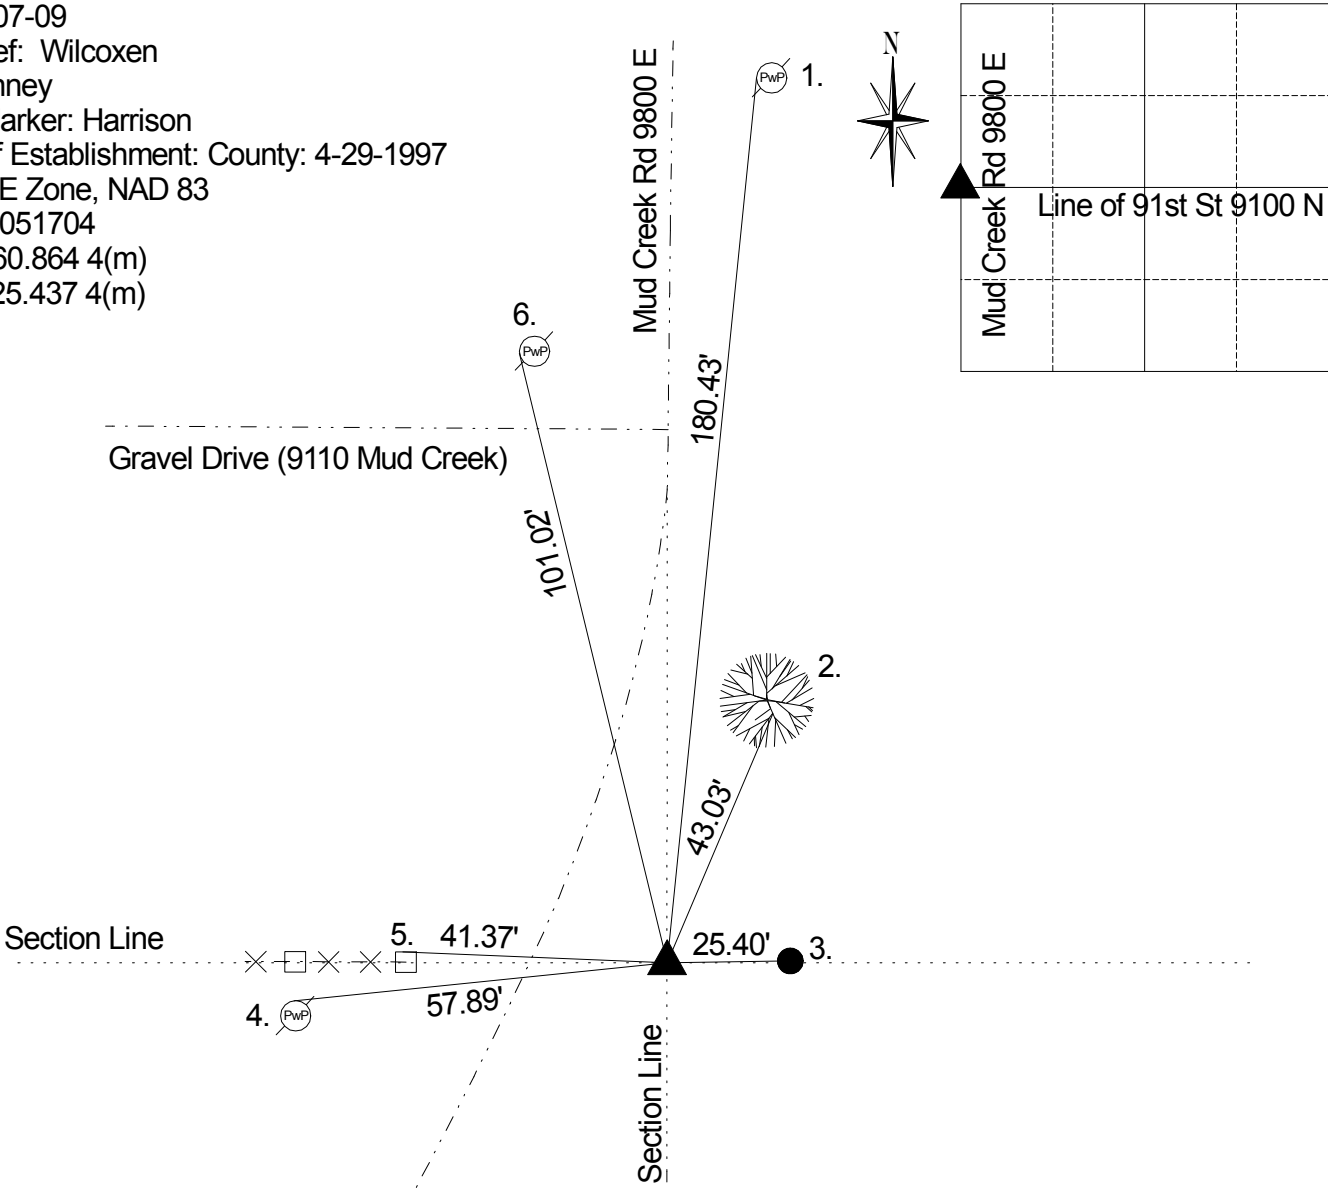 07-09
ef: Wilcoxen
nney
arker: Harrison
f Establishment: County: 4-29-1997
E Zone, NAD 83
051704
60.864 4(m)
25.437 4(m)
N
Mud Creek Rd 9800 E
Mud Creek Rd 9800 E
Line of 91st St 9100 N
PwP
1.
6.
PwP
180.43'
Gravel Drive (9110 Mud Creek)
101.02'
2.
43.03'
Section Line
5.
41.37'
25.40'
3.
4.
PwP
57.89'
Section Line